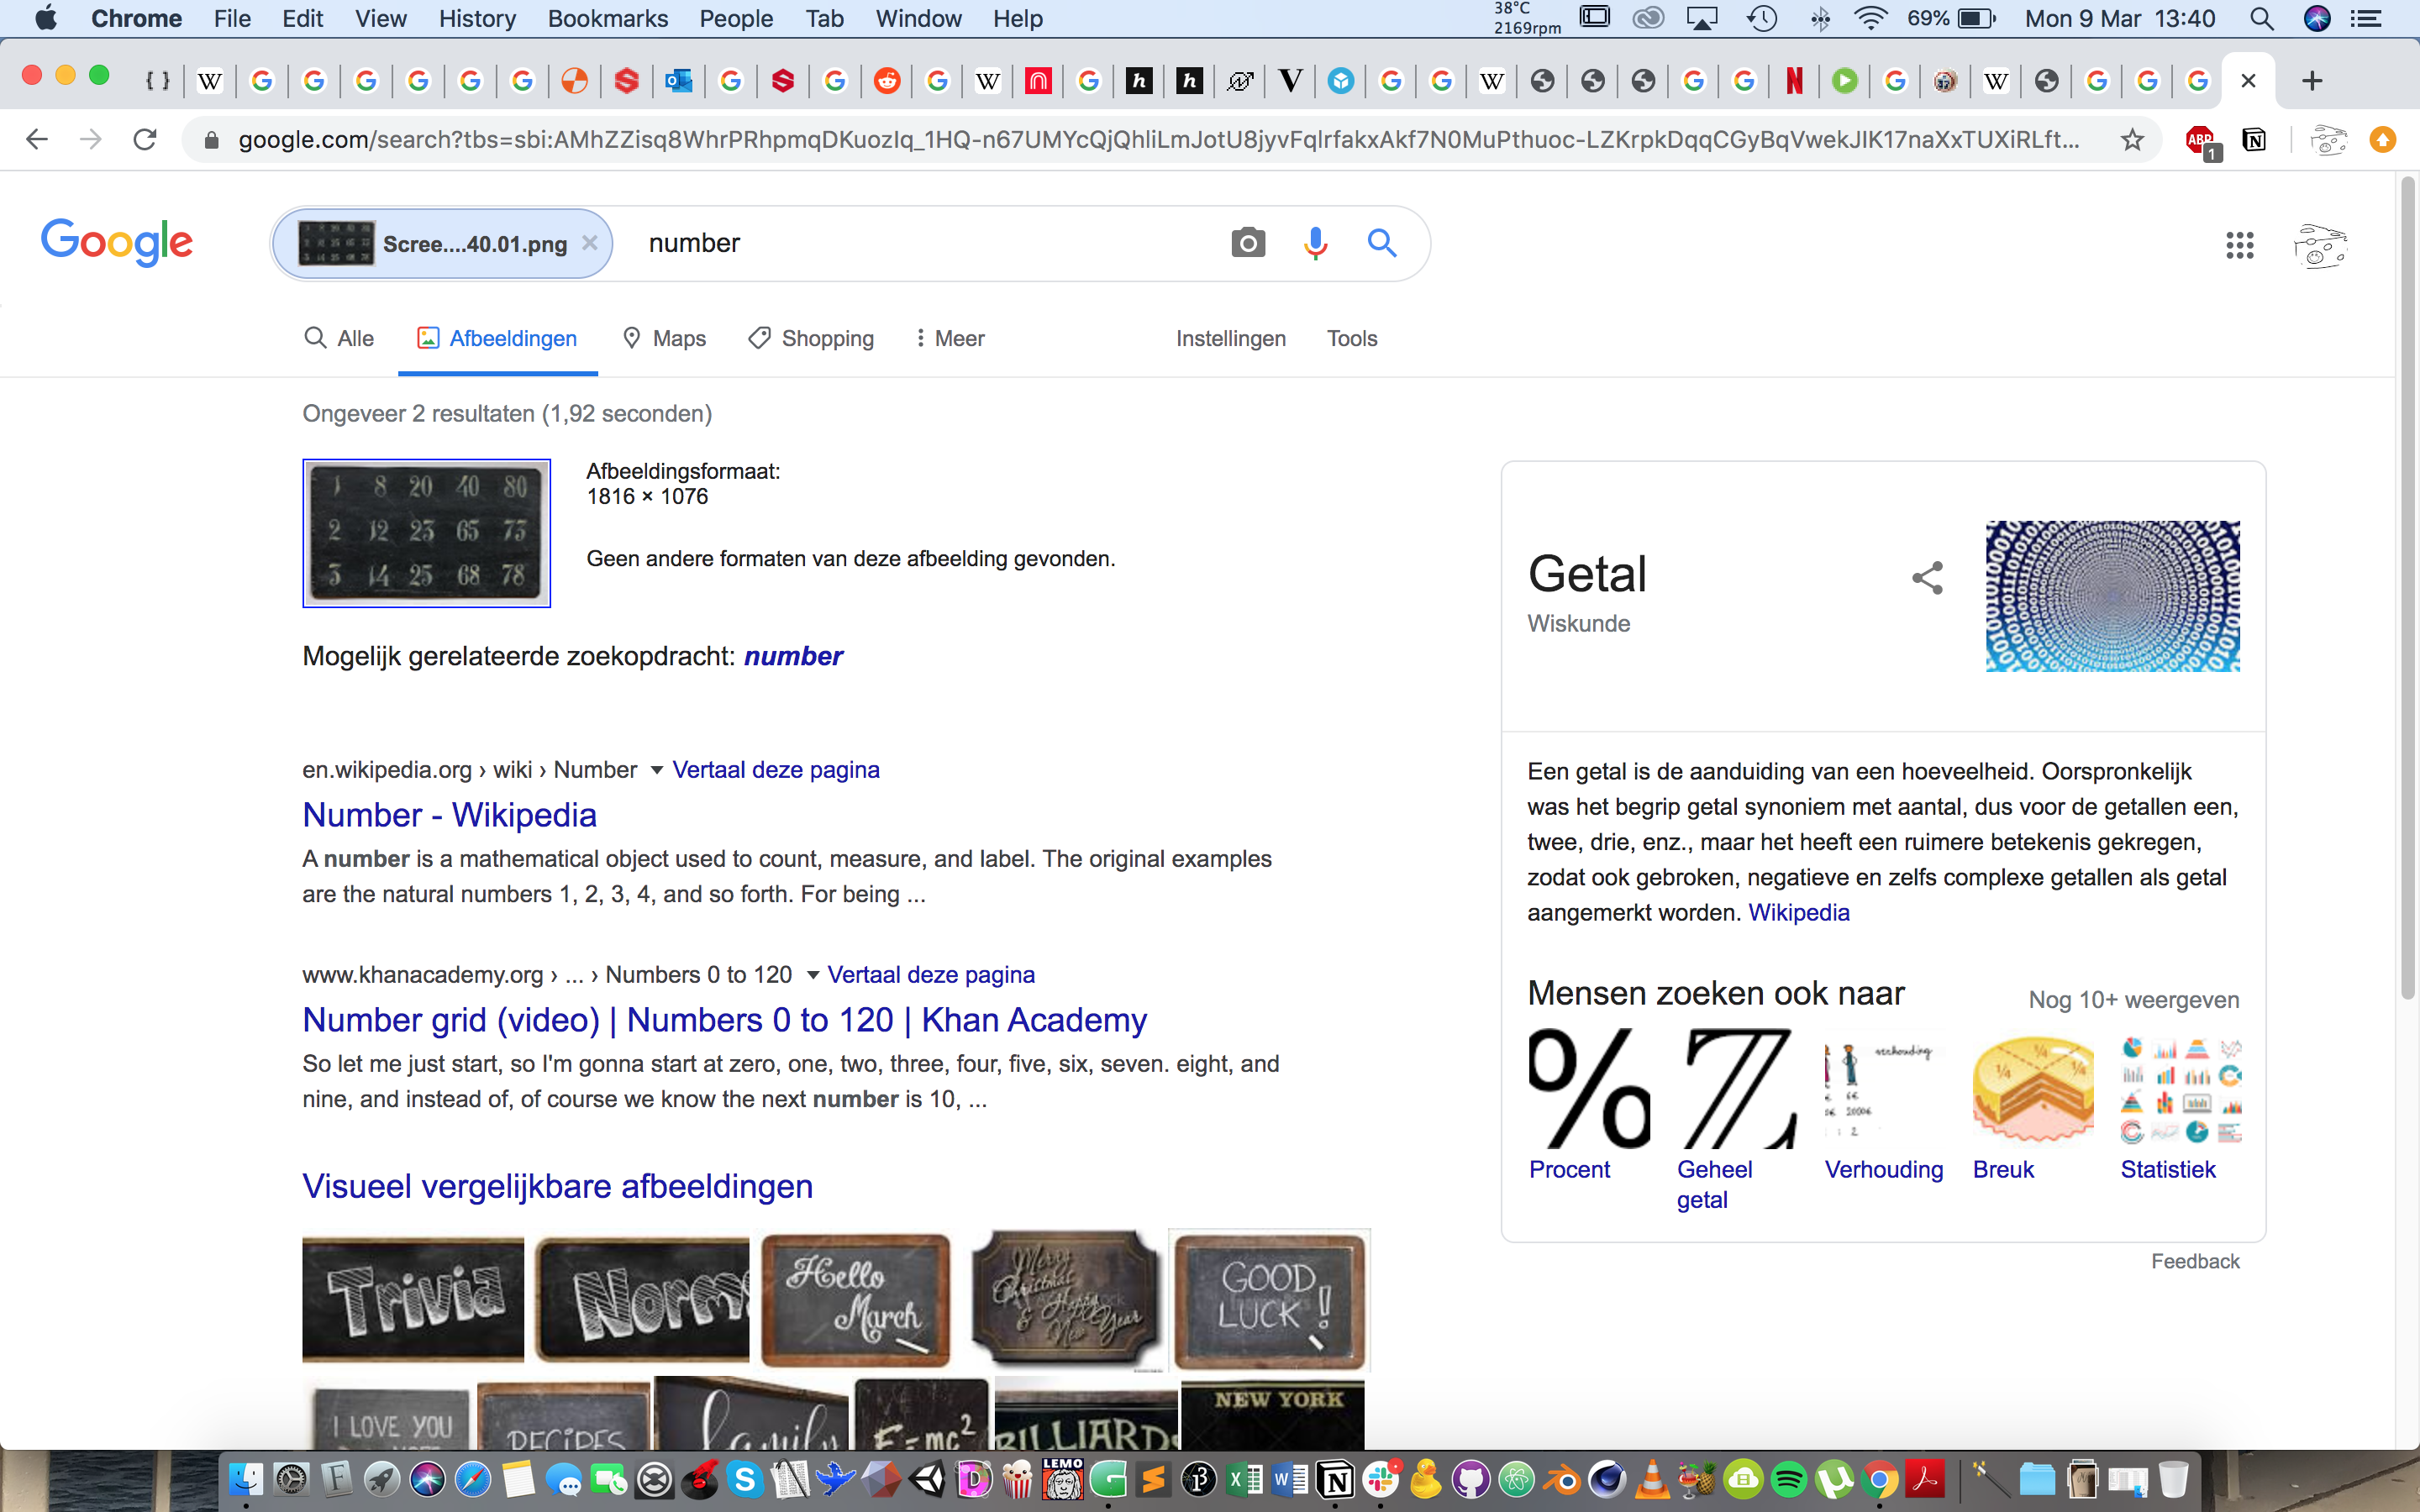 Chrome File Edit View History Bookmarks People Tab Window Help
38°C
2169rpm
69%
Mon 9 Mar 13:40
google.com/search?tbs=sbi:AMhZZisq8WhrPRhpmqDKuozIq_1HQ-n67UMYcQjQhliLmJotU8jyvFqlrfakxAkf7N0MuPthuoc-LZKrpkDqqCGyBqVwekJIK17naXxTUXiRLft...
ABP
1
Google
Scree....40.01.png
number
Alle Afbeeldingen Maps Shopping Meer Instellingen Tools
Ongeveer 2 resultaten (1,92 seconden)
1 8 20 40 80
2 12 23 65 73
3 14 25 68 78
Afbeeldingsformaat:
1816 × 1076
Geen andere formaten van deze afbeelding gevonden.
Mogelijk gerelateerde zoekopdracht: number
en.wikipedia.org › wiki › Number Vertaal deze pagina
Number - Wikipedia
A number is a mathematical object used to count, measure, and label. The original examples
are the natural numbers 1, 2, 3, 4, and so forth. For being ...
www.khanacademy.org › ... › Numbers 0 to 120 Vertaal deze pagina
Number grid (video) | Numbers 0 to 120 | Khan Academy
So let me just start, so I'm gonna start at zero, one, two, three, four, five, six, seven. eight, and
nine, and instead of, of course we know the next number is 10, ...
Visueel vergelijkbare afbeeldingen
Trivia
Norms
Hello
March
Merry
Christmas
& Happy
New Year
GOOD
LUCK!
I LOVE YOU
RECIPES
family
E=mc²
BILLIARDS
NEW YORK
Getal
Wiskunde
Een getal is de aanduiding van een hoeveelheid. Oorspronkelijk
was het begrip getal synoniem met aantal, dus voor de getallen een,
twee, drie, enz., maar het heeft een ruimere betekenis gekregen,
zodat ook gebroken, negatieve en zelfs complexe getallen als getal
aangemerkt worden. Wikipedia
Mensen zoeken ook naar
Nog 10+ weergeven
%
ℤ
verhouding
1/4 1/4 1/4
Procent
Geheel
getal
Verhouding
Breuk
Statistiek
Feedback
LEMO